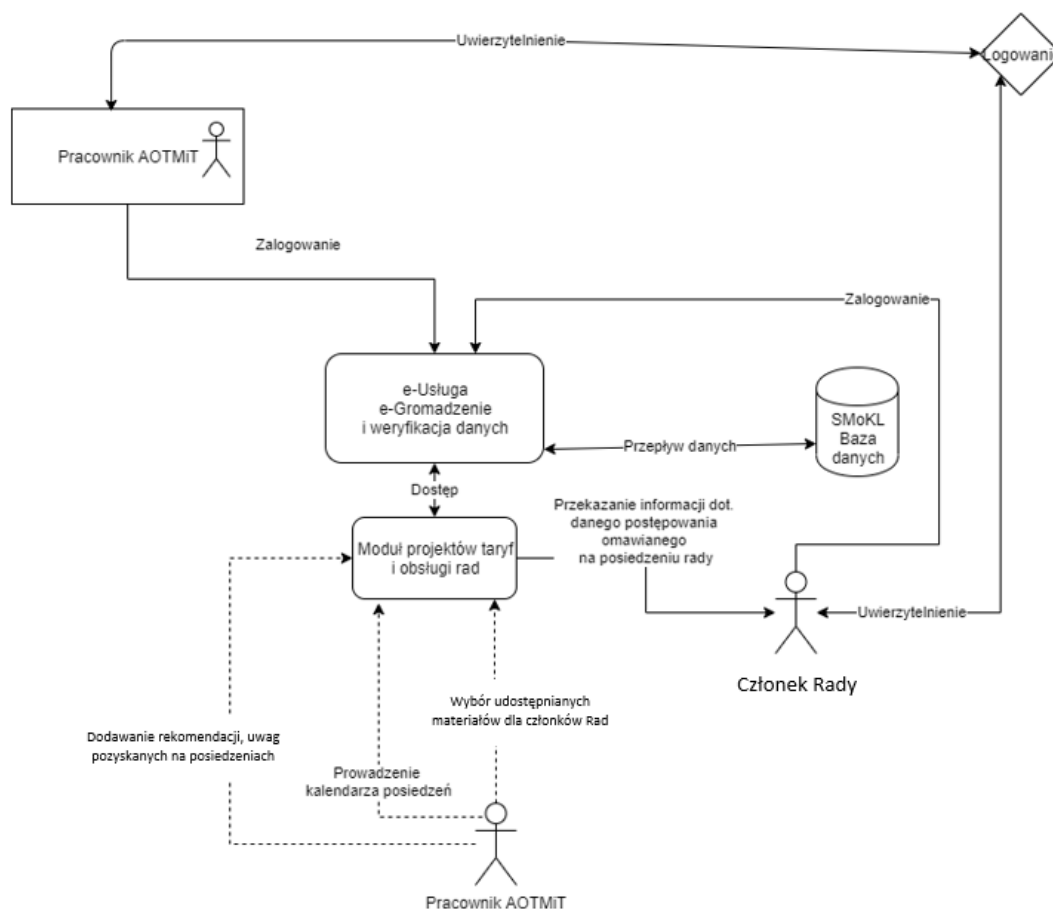 Uwierzytelnienie
Logowanie
Pracownik AOTMiT
Zalogowanie
Zalogowanie
e-Usługa
e-Gromadzenie
i weryfikacja danych
SMoKL
Baza
danych
Przepływ danych
Dostęp
Przekazanie informacji dot.
danego postępowania
omawianego
na posiedzeniu rady
Moduł projektów taryf
i obsługi rad
Uwierzytelnienie
Członek Rady
Wybór udostępnianych
materiałów dla członków Rad
Dodawanie rekomendacji, uwag
pozyskanych na posiedzeniach
Prowadzenie
kalendarza posiedzeń
Pracownik AOTMiT